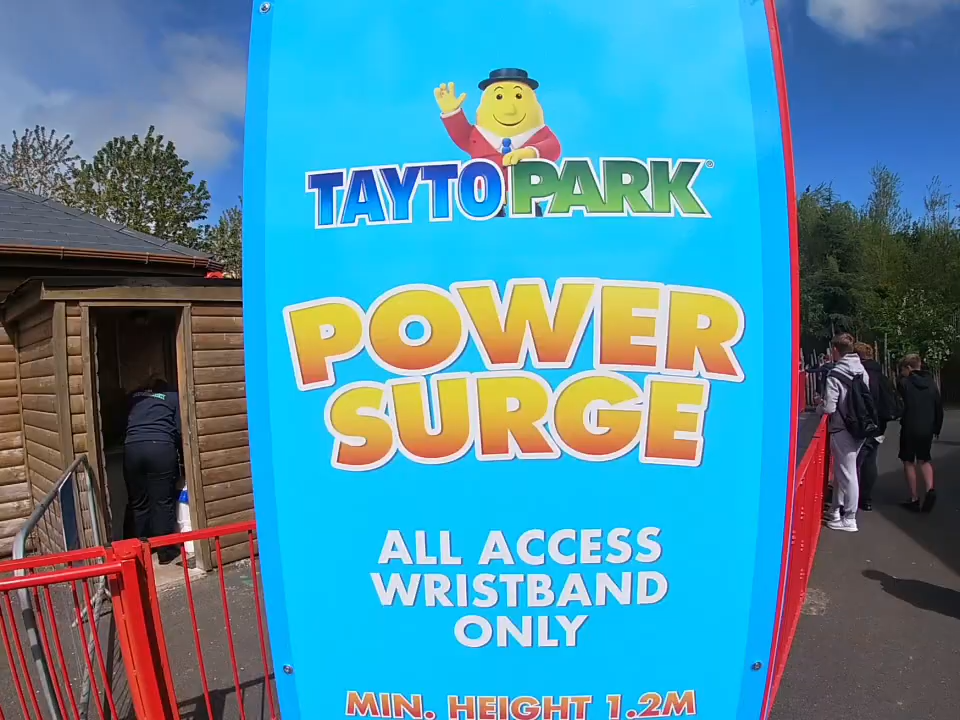 TAYTO PARK®
POWER
SURGE
ALL ACCESS
WRISTBAND
ONLY
MIN. HEIGHT 1.2M